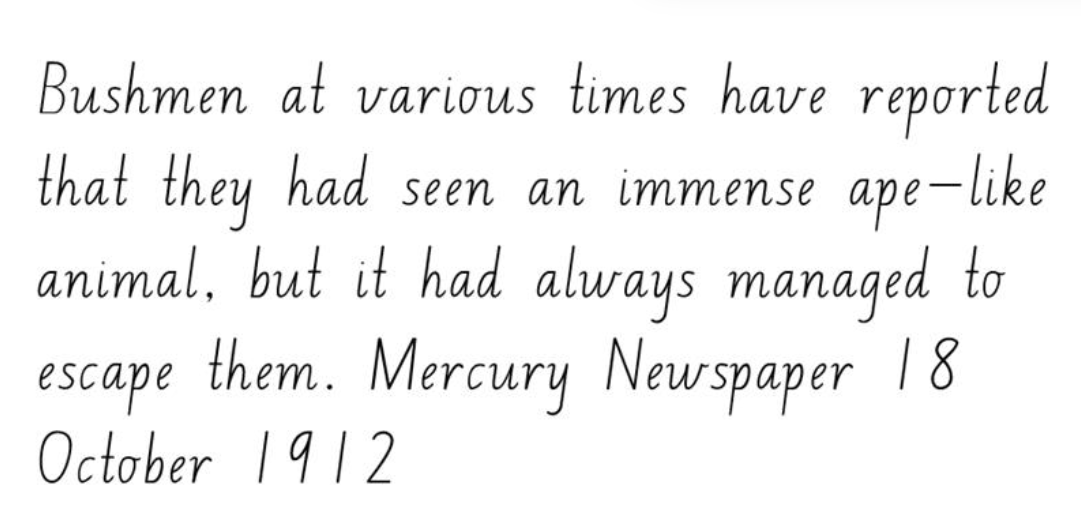 Bushmen at various times have reported
that they had seen an immense ape-like
animal, but it had always managed to
escape them. Mercury Newspaper 18
October 1912